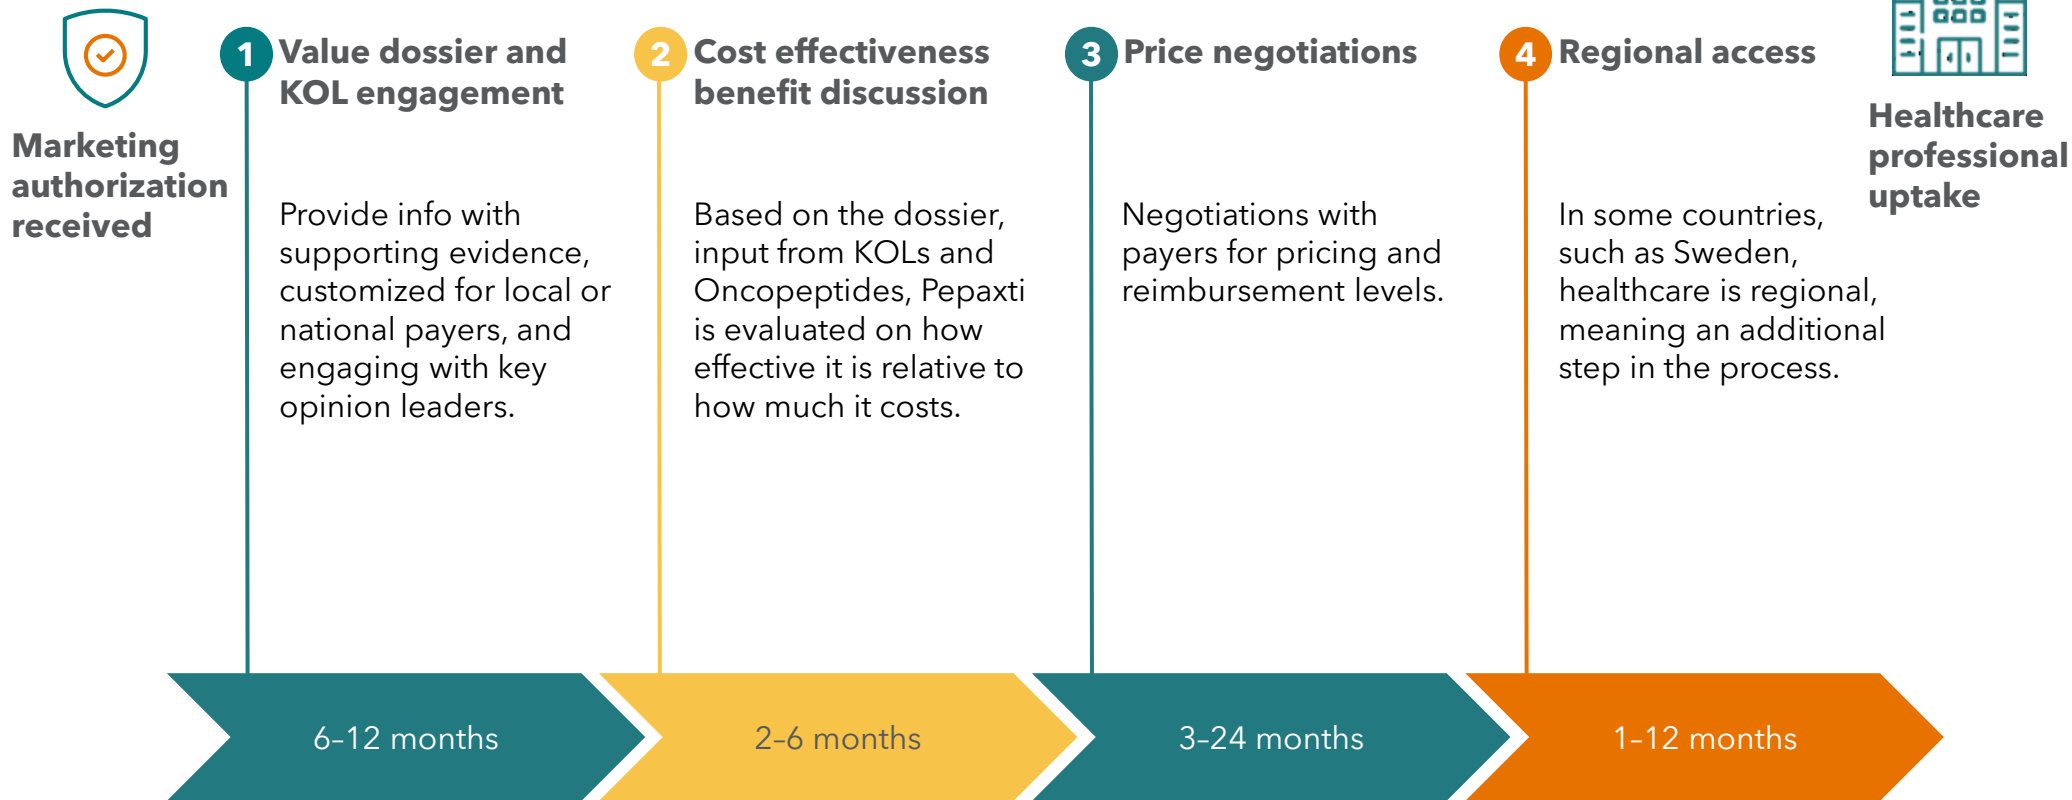 Marketing
authorization
received
1
Value dossier and
KOL engagement
Provide info with
supporting evidence,
customized for local or
national payers, and
engaging with key
opinion leaders.
6–12 months
2
Cost effectiveness
benefit discussion
Based on the dossier,
input from KOLs and
Oncopeptides, Pepaxti
is evaluated on how
effective it is relative to
how much it costs.
2–6 months
3
Price negotiations
Negotiations with
payers for pricing and
reimbursement levels.
3–24 months
4
Regional access
In some countries,
such as Sweden,
healthcare is regional,
meaning an additional
step in the process.
1–12 months
Healthcare
professional
uptake